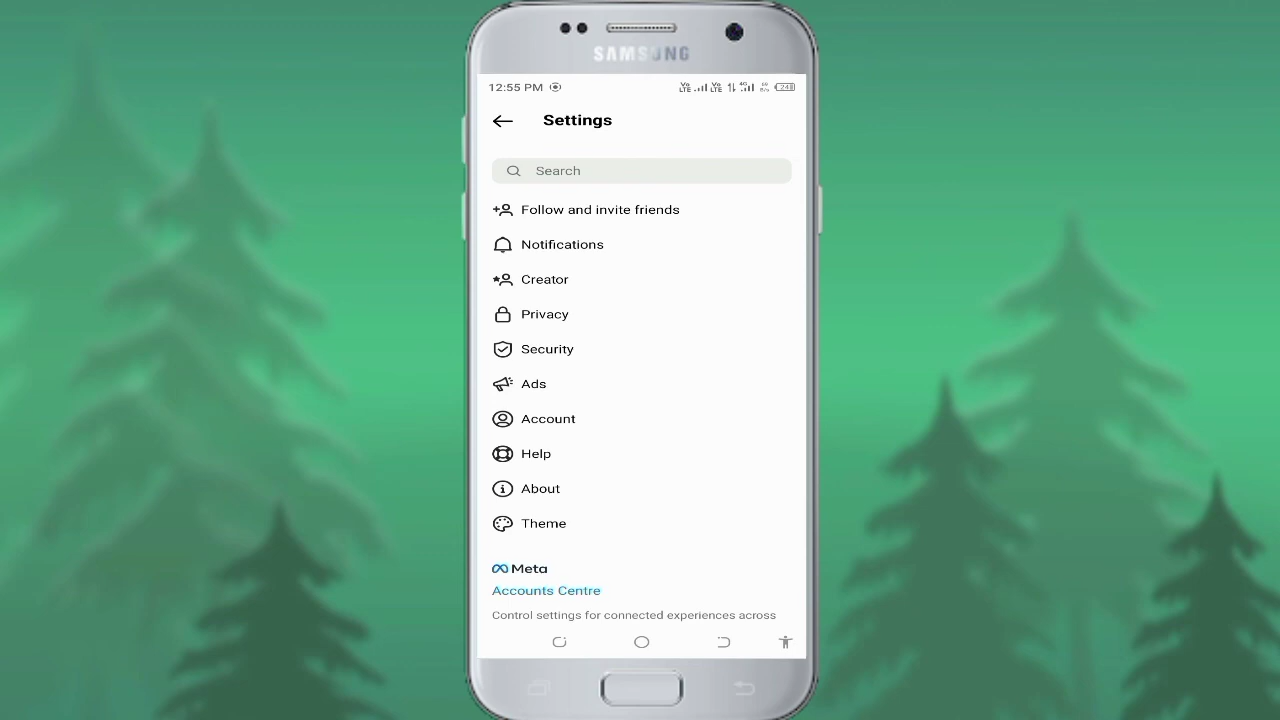 SAMSUNG
12:55 PM
Settings
Search
Follow and invite friends
Notifications
Creator
Privacy
Security
Ads
Account
Help
About
Theme
Meta
Accounts Centre
Control settings for connected experiences across